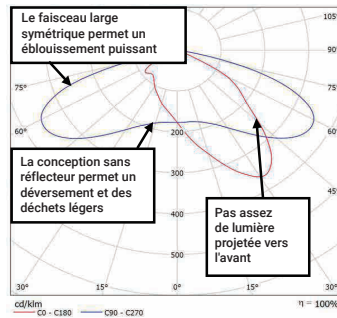 Le faisceau large
symétrique permet un
éblouissement puissant
105°
90°
75°
75°
60°
60°
200
La conception sans
réflecteur permet un
déversement et des
déchets légers
300
400
500
Pas assez
de lumière
projetée vers
l'avant
45°
30°
15°
0°
15°
30°
cd/klm
η = 100%
C0 - C180
C90 - C270